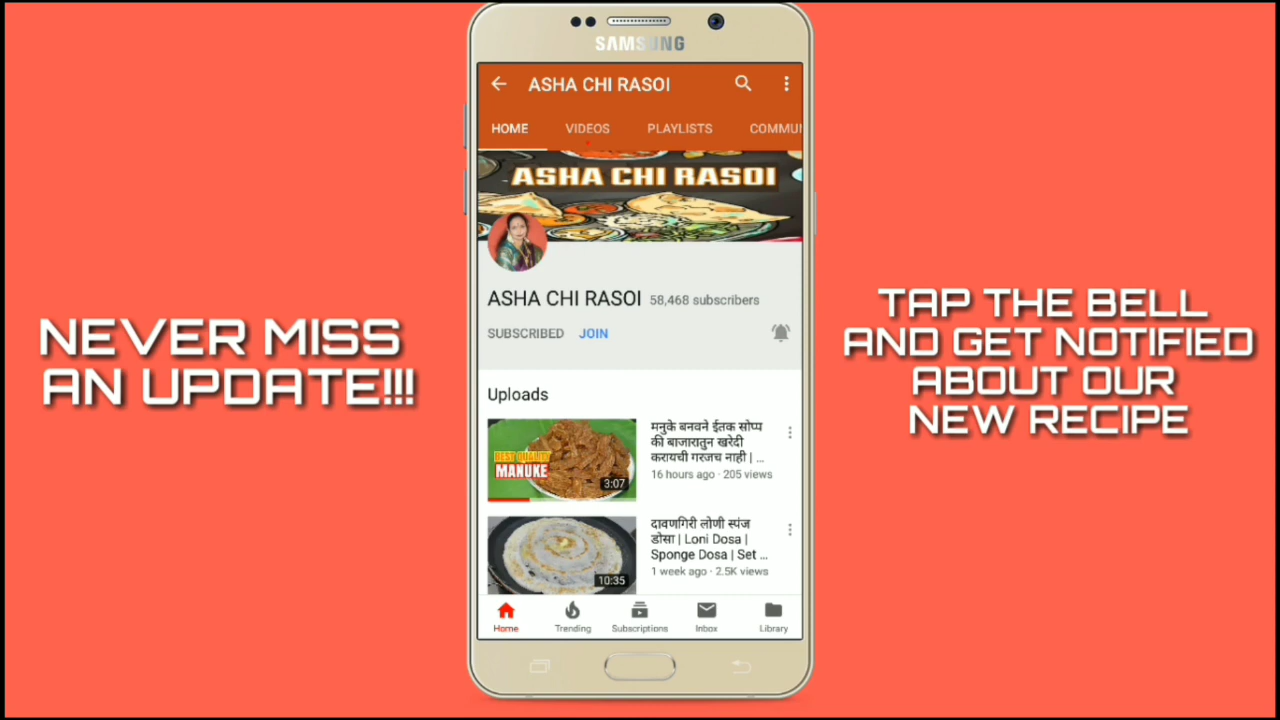 NEVER MISS
AN UPDATE!!!
SAMSUNG
ASHA CHI RASOI
HOME VIDEOS PLAYLISTS COMMUN
ASHA CHI RASOI
ASHA CHI RASOI 58,468 subscribers
SUBSCRIBED JOIN
Uploads
BEST QUALITY
MANUKE
3:07
मनुके बनवने ईतक सोप्प
की बाजारातुन खरेदी
करायची गरजच नाही | ...
16 hours ago · 205 views
10:35
दावणगिरी लोणी स्पंज
डोसा | Loni Dosa |
Sponge Dosa | Set ...
1 week ago · 2.5K views
Home Trending Subscriptions Inbox Library
TAP THE BELL
AND GET NOTIFIED
ABOUT OUR
NEW RECIPE